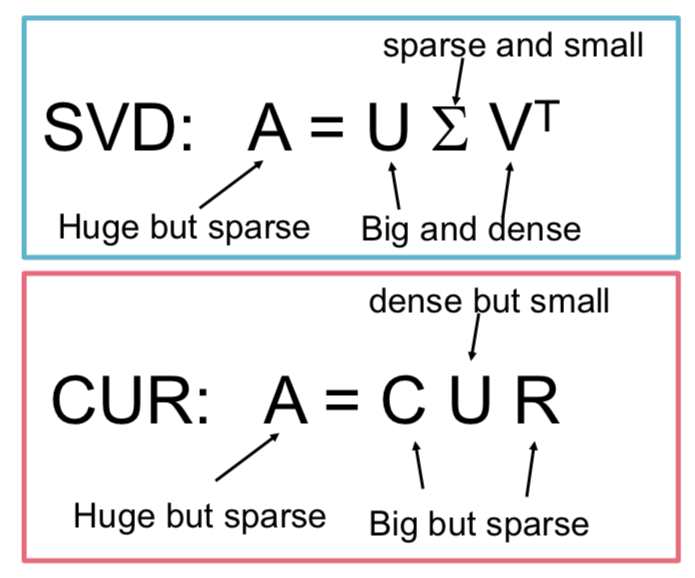 sparse and small
SVD: A = U Σ Vᵀ
Huge but sparse
Big and dense
dense but small
CUR: A = C U R
Huge but sparse
Big but sparse